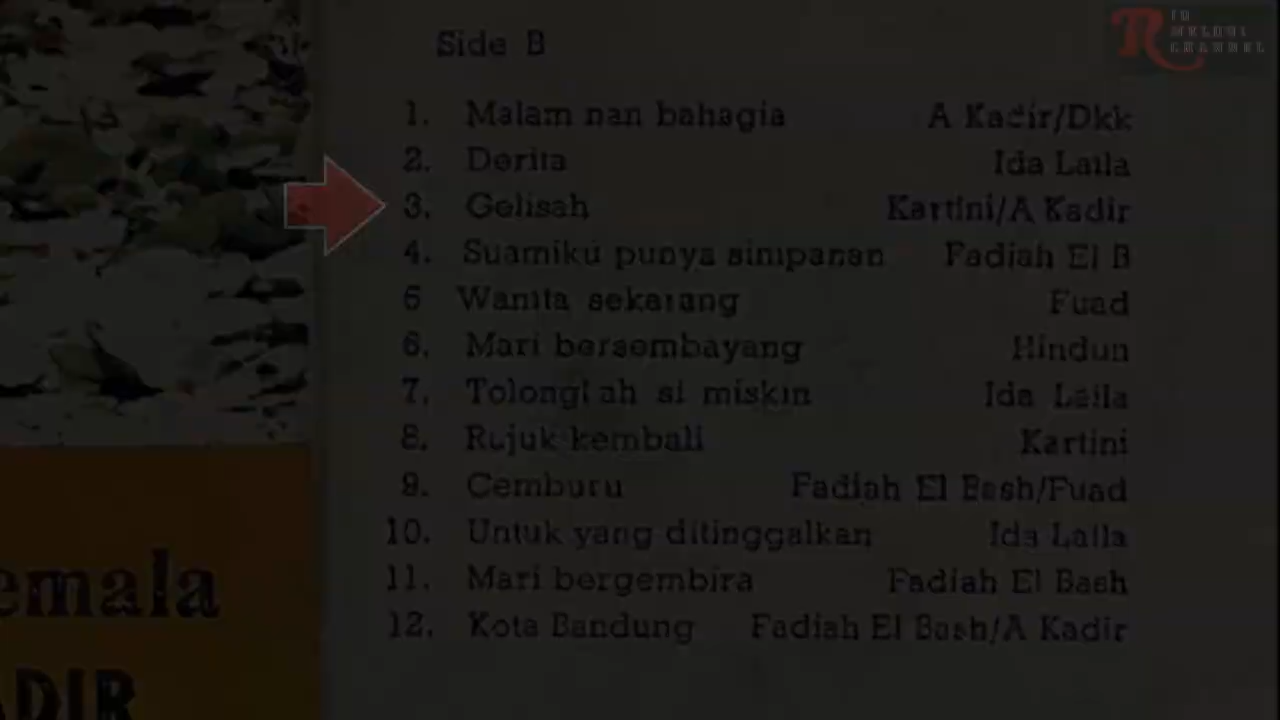 Side B
1. Malam nan bahagia A Kadir/Dkk
2. Derita Ida Laila
3. Gelisah Kartini/A Kadir
4. Suamiku punya simpanan Fadiah El B
6 Wanita sekarang Fuad
6. Mari bersembayang Hindun
7. Tolonglah si miskin Ida Laila
8. Rujuk kembali Kartini
9. Cemburu Fadiah El Bash/Fuad
10. Untuk yang ditinggalkan Ida Laila
11. Mari bergembira Fadiah El Bash
12. Kota Bandung Fadiah El Bash/A Kadir
emala
ADIR
MELODI
CHANNEL